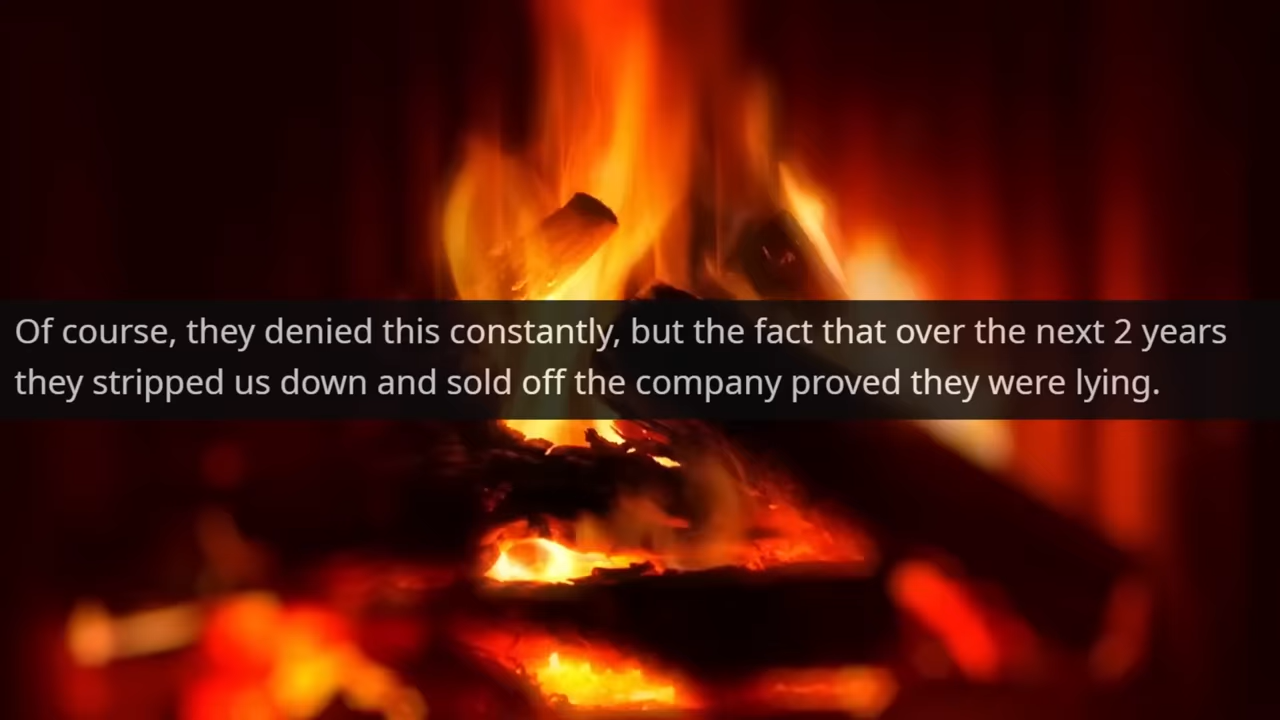 Of course, they denied this constantly, but the fact that over the next 2 years
they stripped us down and sold off the company proved they were lying.